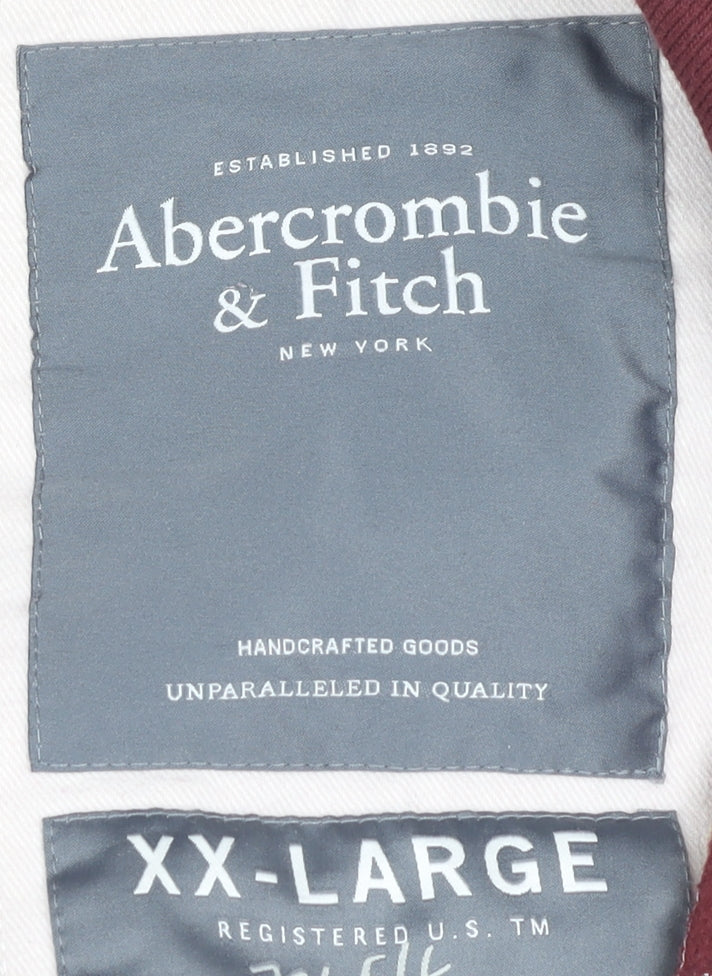 ESTABLISHED 1892
Abercrombie
& Fitch
NEW YORK
HANDCRAFTED GOODS
UNPARALLELED IN QUALITY
XX-LARGE
REGISTERED U.S. TM